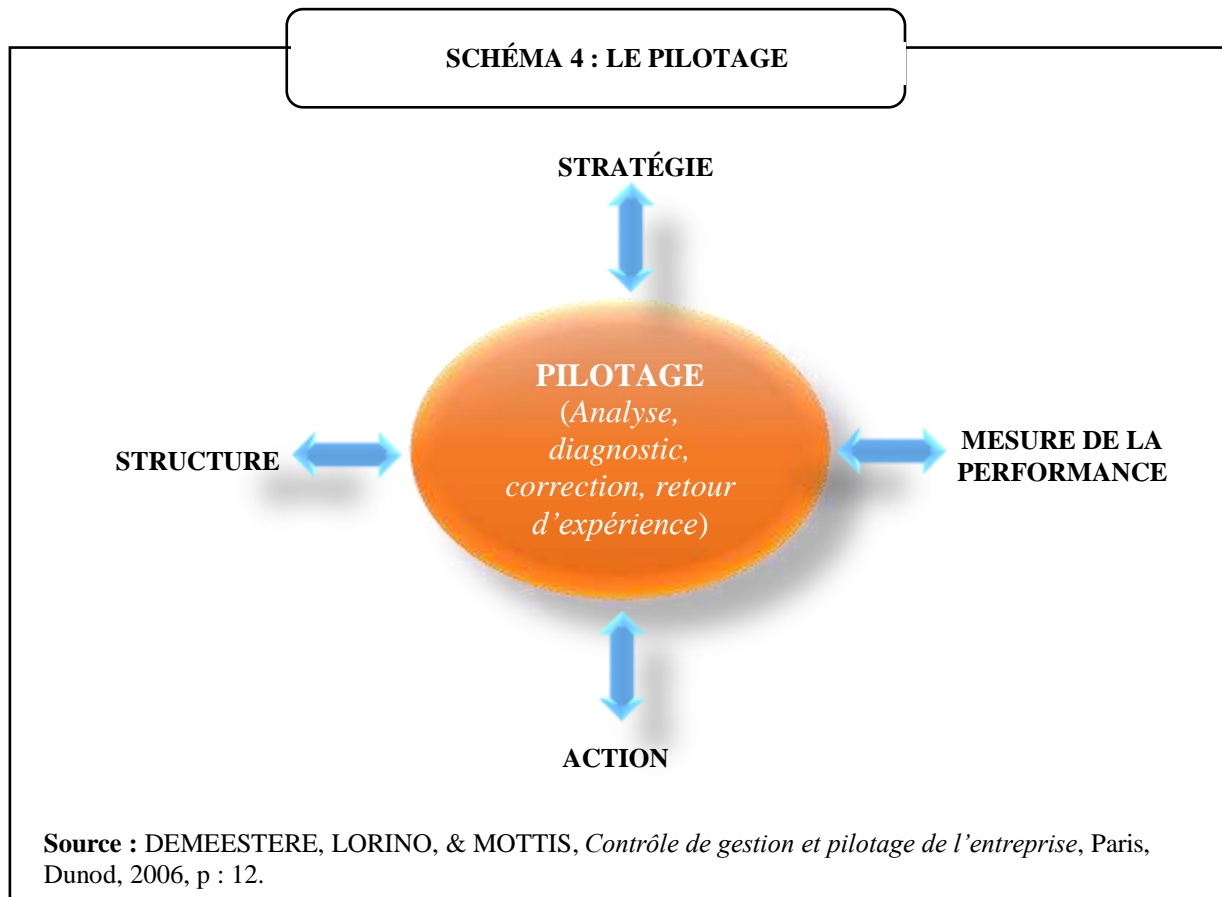 SCHÉMA 4 : LE PILOTAGE
STRATÉGIE
PILOTAGE
(Analyse,
diagnostic,
correction, retour
d’expérience)
STRUCTURE
MESURE DE LA
PERFORMANCE
ACTION
Source : DEMEESTERE, LORINO, & MOTTIS, Contrôle de gestion et pilotage de l’entreprise, Paris,
Dunod, 2006, p : 12.